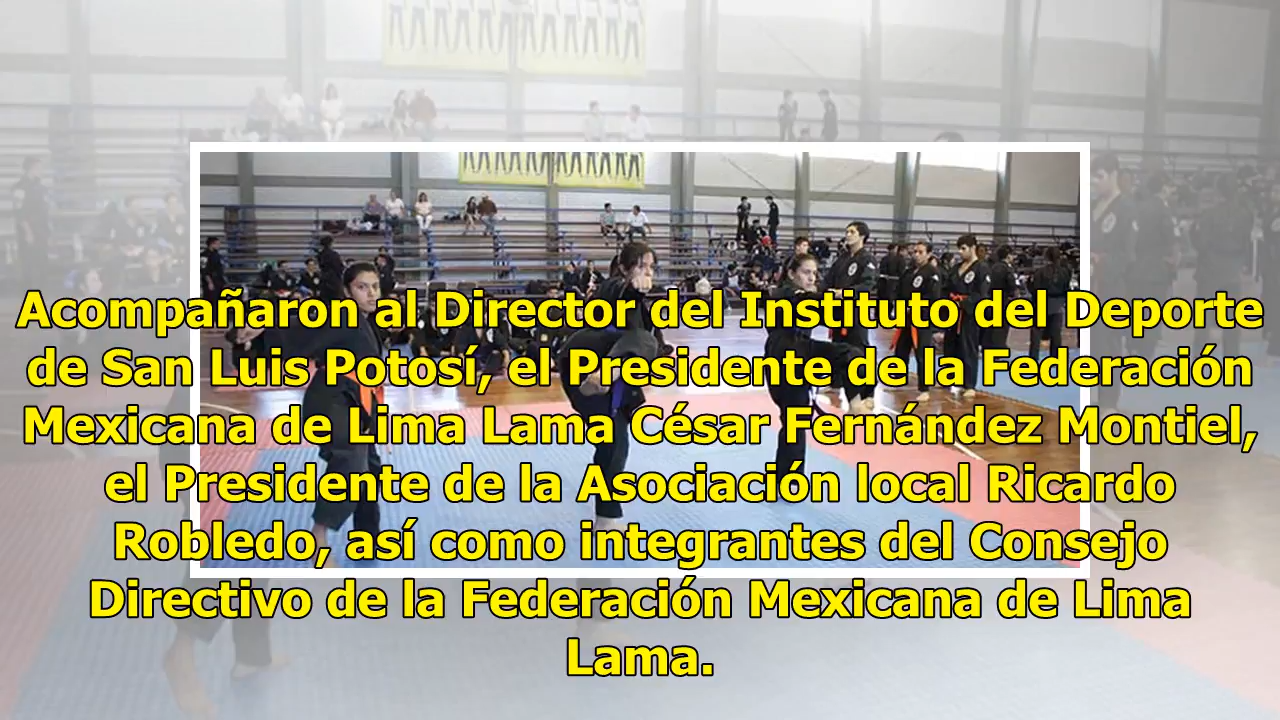 Acompañaron al Director del Instituto del Deporte
de San Luis Potosí, el Presidente de la Federación
Mexicana de Lima Lama César Fernández Montiel,
el Presidente de la Asociación local Ricardo
Robledo, así como integrantes del Consejo
Directivo de la Federación Mexicana de Lima
Lama.